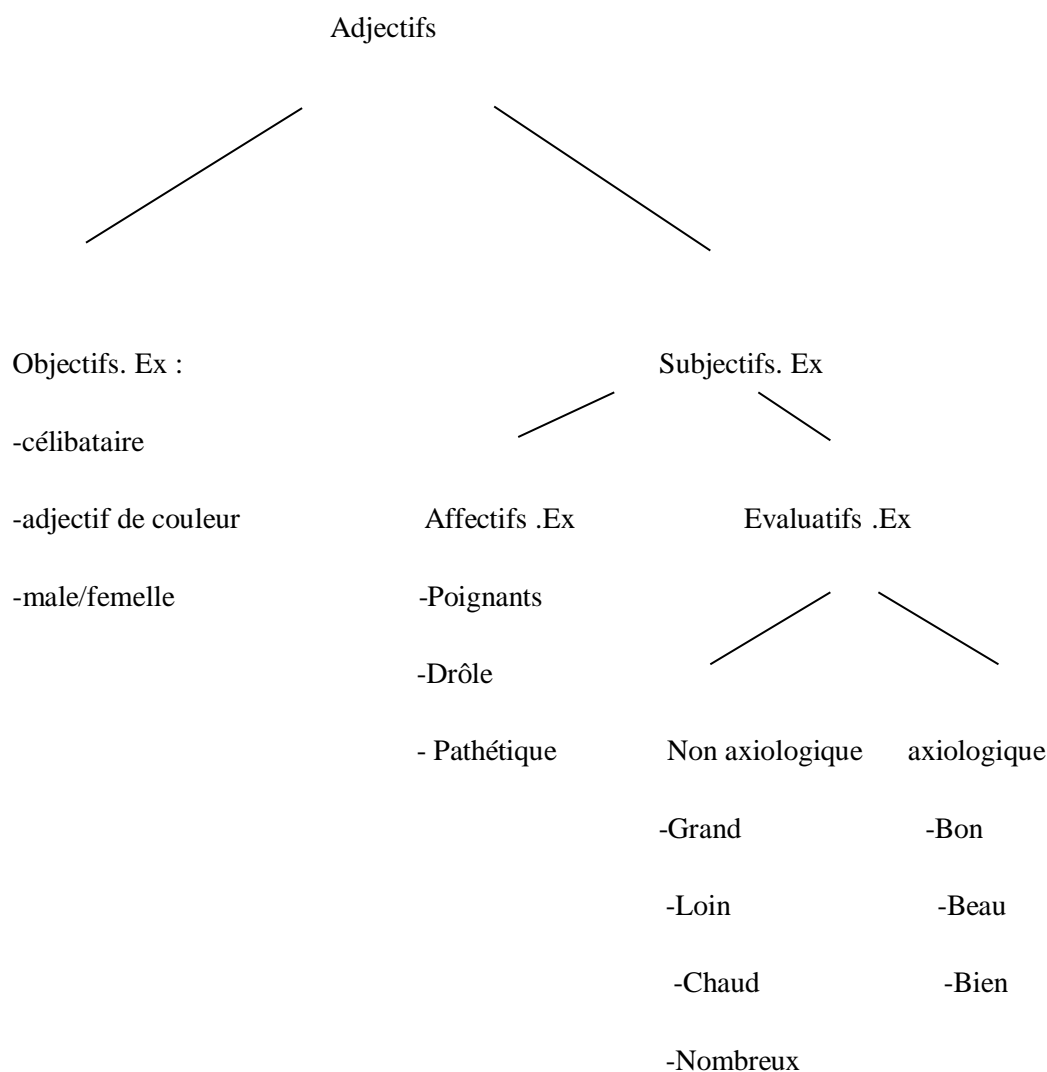 Adjectifs
Objectifs. Ex :
Subjectifs. Ex
-célibataire
-adjectif de couleur
Affectifs .Ex
Evaluatifs .Ex
-male/femelle
-Poignants
-Drôle
- Pathétique
Non axiologique
axiologique
-Grand
-Bon
-Loin
-Beau
-Chaud
-Bien
-Nombreux